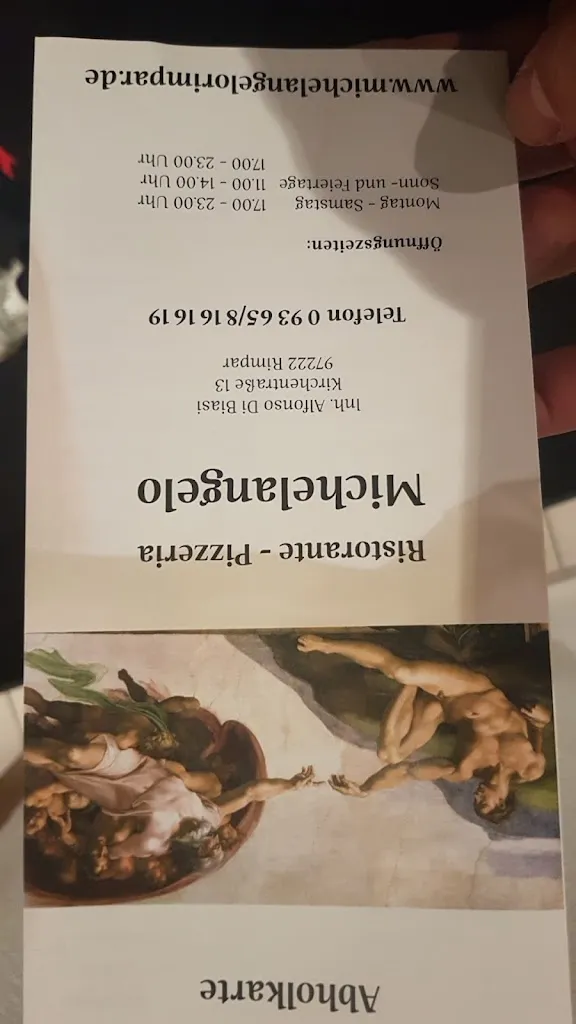 Abholkarte
Ristorante - Pizzeria
Michelangelo
Inh. Alfonso Di Biasi
Kirchentraße 13
97222 Rimpar
Telefon 0 93 65/8 16 16 19
Öffnungszeiten:
Montag - Samstag 17.00 - 23.00 Uhr
Sonn- und Feiertage 11.00 - 14.00 Uhr
17.00 - 23.00 Uhr
www.michelangelorimpar.de